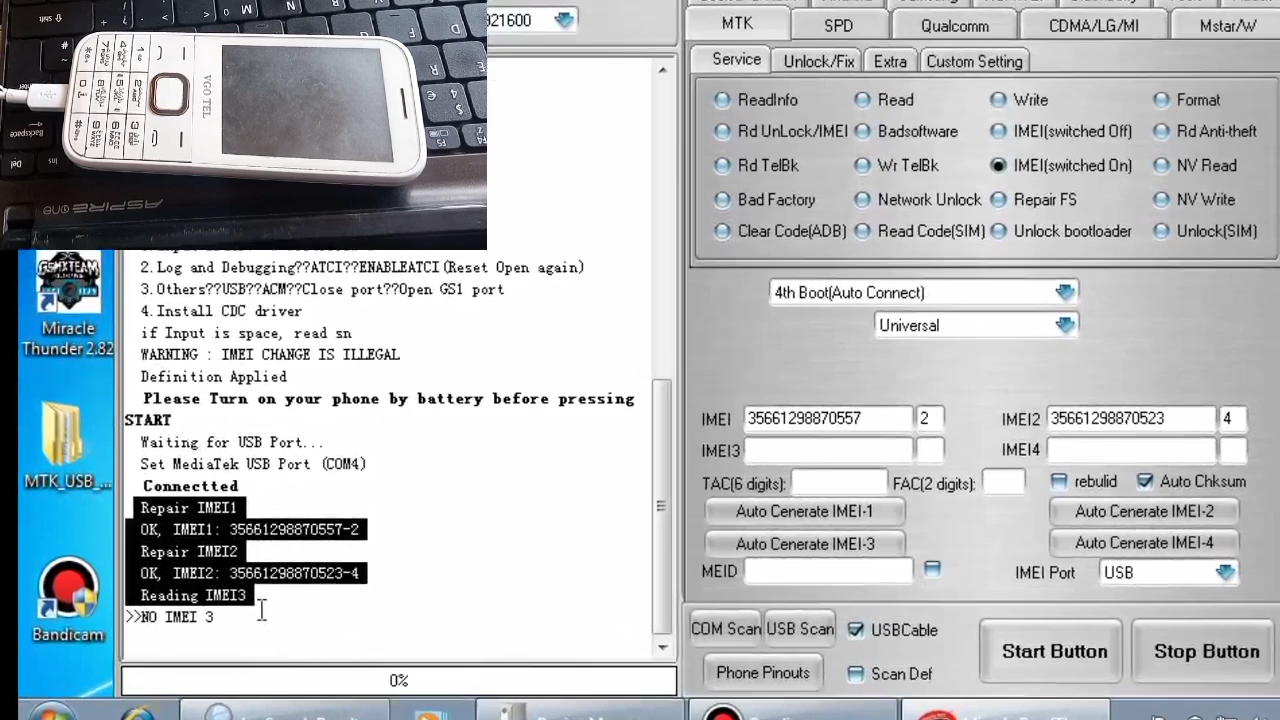 921600
VGO TEL
ASPIRE one
Backspace
Miracle
Thunder 2.82
MTK_USB_...
Bandicam
2.Log and Debugging??ATCI??ENABLEATCI(Reset Open again)
3.Others??USB??ACM??Close port??Open GS1 port
4.Install CDC driver
if Input is space, read sn
WARNING : IMEI CHANGE IS ILLEGAL
Definition Applied
Please Turn on your phone by battery before pressing
START
Waiting for USB Port...
Set MediaTek USB Port (COM4)
Connectted
Repair IMEI1
OK, IMEI1: 35661298870557-2
Repair IMEI2
OK, IMEI2: 35661298870523-4
Reading IMEI3
>>NO IMEI 3
0%
MTK SPD Qualcomm CDMA/LG/MI Mstar/W
Service Unlock/Fix Extra Custom Setting
ReadInfo Read Write Format
Rd UnLock/IMEI Badsoftware IMEI(switched Off) Rd Anti-theft
Rd TelBk Wr TelBk IMEI(switched On) NV Read
Bad Factory Network Unlock Repair FS NV Write
Clear Code(ADB) Read Code(SIM) Unlock bootloader Unlock(SIM)
4th Boot(Auto Connect)
Universal
IMEI 35661298870557 2 IMEI2 35661298870523 4
IMEI3 IMEI4
TAC(6 digits): FAC(2 digits): rebulid Auto Chksum
Auto Cenerate IMEI-1 Auto Cenerate IMEI-2
Auto Cenerate IMEI-3 Auto Cenerate IMEI-4
MEID IMEI Port USB
COM Scan USB Scan USBCable Start Button Stop Button
Phone Pinouts Scan Def